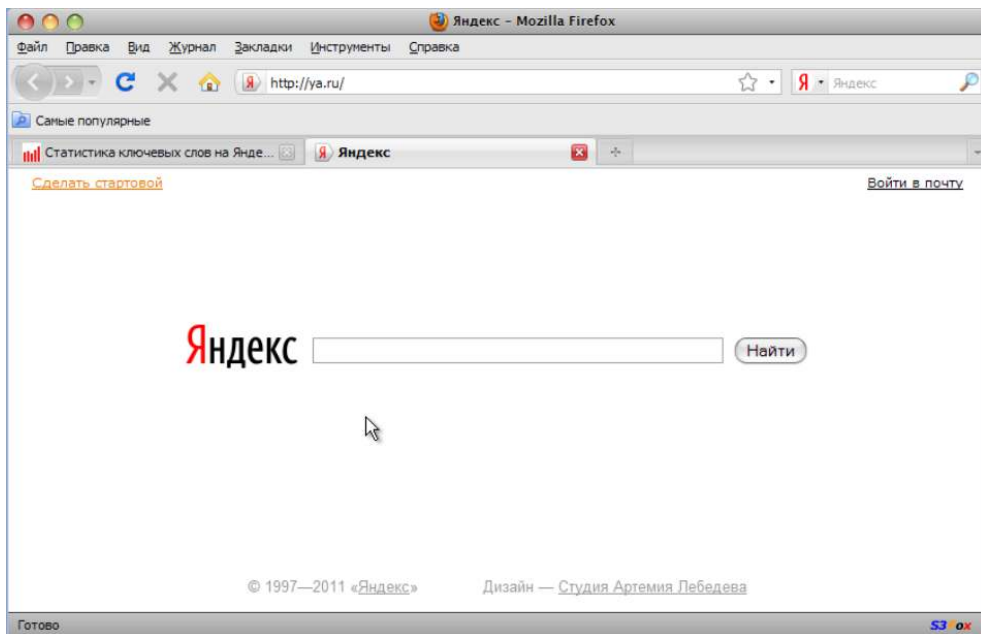 Яндекс - Mozilla Firefox
Файл Правка Вид Журнал Закладки Инструменты Справка
http://ya.ru/ Я Яндекс
Самые популярные
Статистика ключевых слов на Янде... Яндекс
Сделать стартовой Войти в почту
Яндекс Найти
© 1997—2011 «Яндекс» Дизайн — Студия Артемия Лебедева
Готово S3Fox